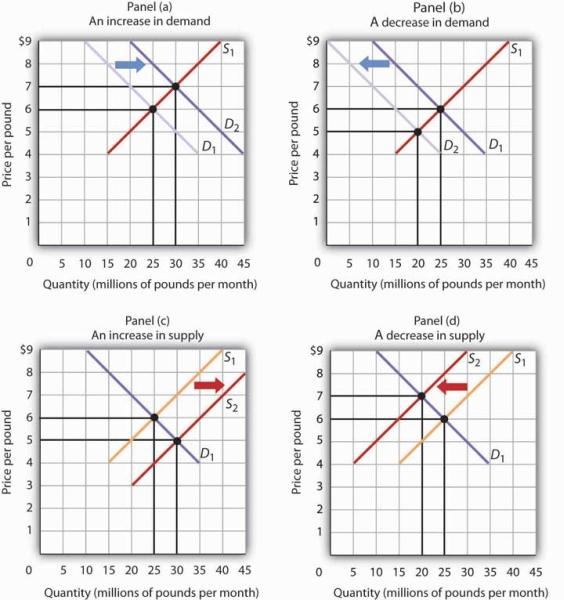 Panel (a)
An increase in demand
$9
8
7
6
5
4
3
2
1
0 5 10 15 20 25 30 35 40 45
Price per pound
Quantity (millions of pounds per month)
S1
D2
D1
Panel (b)
A decrease in demand
$9
8
7
6
5
4
3
2
1
0 5 10 15 20 25 30 35 40 45
Price per pound
Quantity (millions of pounds per month)
S1
D2
D1
Panel (c)
An increase in supply
$9
8
7
6
5
4
3
2
1
0 5 10 15 20 25 30 35 40 45
Price per pound
Quantity (millions of pounds per month)
S1
S2
D1
Panel (d)
A decrease in supply
$9
8
7
6
5
4
3
2
1
0 5 10 15 20 25 30 35 40 45
Price per pound
Quantity (millions of pounds per month)
S2
S1
D1